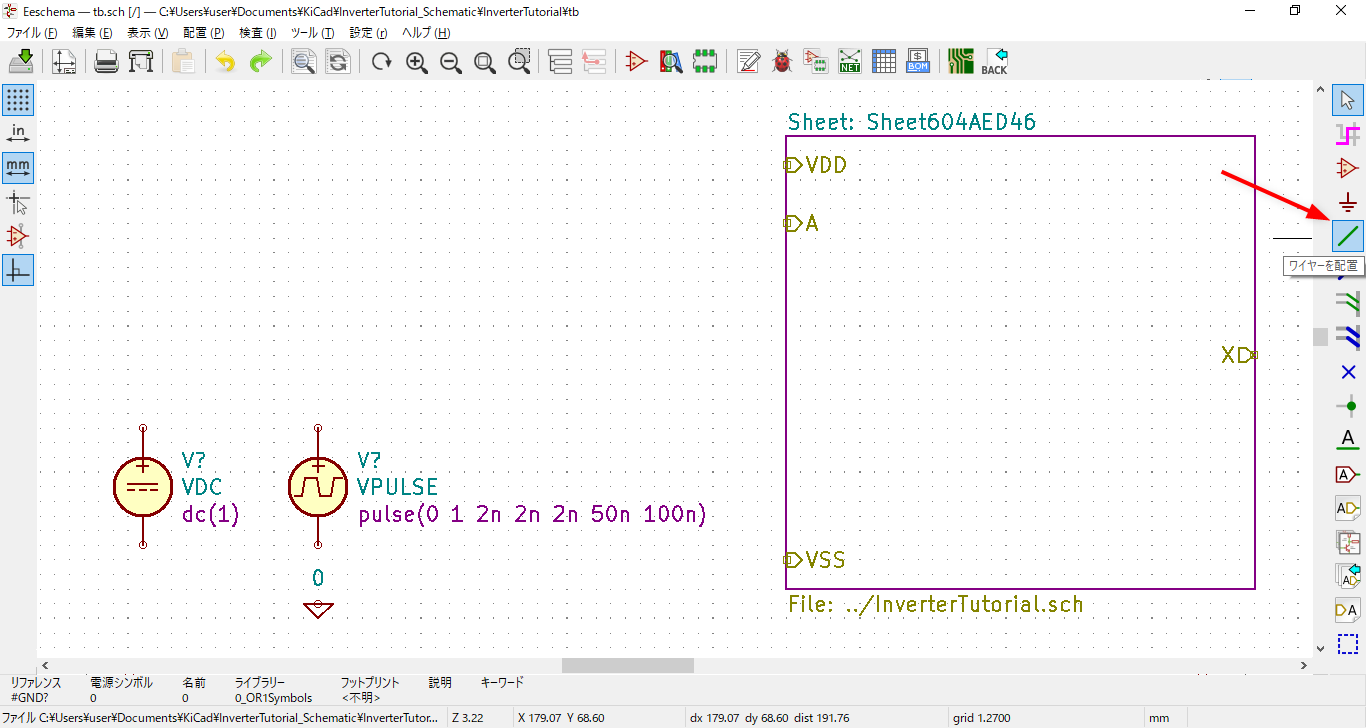 Eeschema — tb.sch [/] — C:¥Users¥user¥Documents¥KiCad¥InverterTutorial_Schematic¥InverterTutorial¥tb
ファイル (F) 編集 (E) 表示 (V) 配置 (P) 検査 (I) ツール (T) 設定 (r) ヘルプ (H)
NET
$
BOM
BACK
in
mm
Sheet: Sheet604AED46
VDD
A
X
VSS
File: ../InverterTutorial.sch
V?
VDC
dc(1)
V?
VPULSE
pulse(0 1 2n 2n 2n 50n 100n)
0
ワイヤーを配置
A
A
AD
AD
DA
リファレンス 電源シンボル 名前 ライブラリー フットプリント 説明 キーワード
#GND? 0 0 0_OR1Symbols <不明>
ファイル C:¥Users¥user¥Documents¥KiCad¥InverterTutorial_Schematic¥InverterTutor... Z 3.22 X 179.07 Y 68.60 dx 179.07 dy 68.60 dist 191.76 grid 1.2700 mm